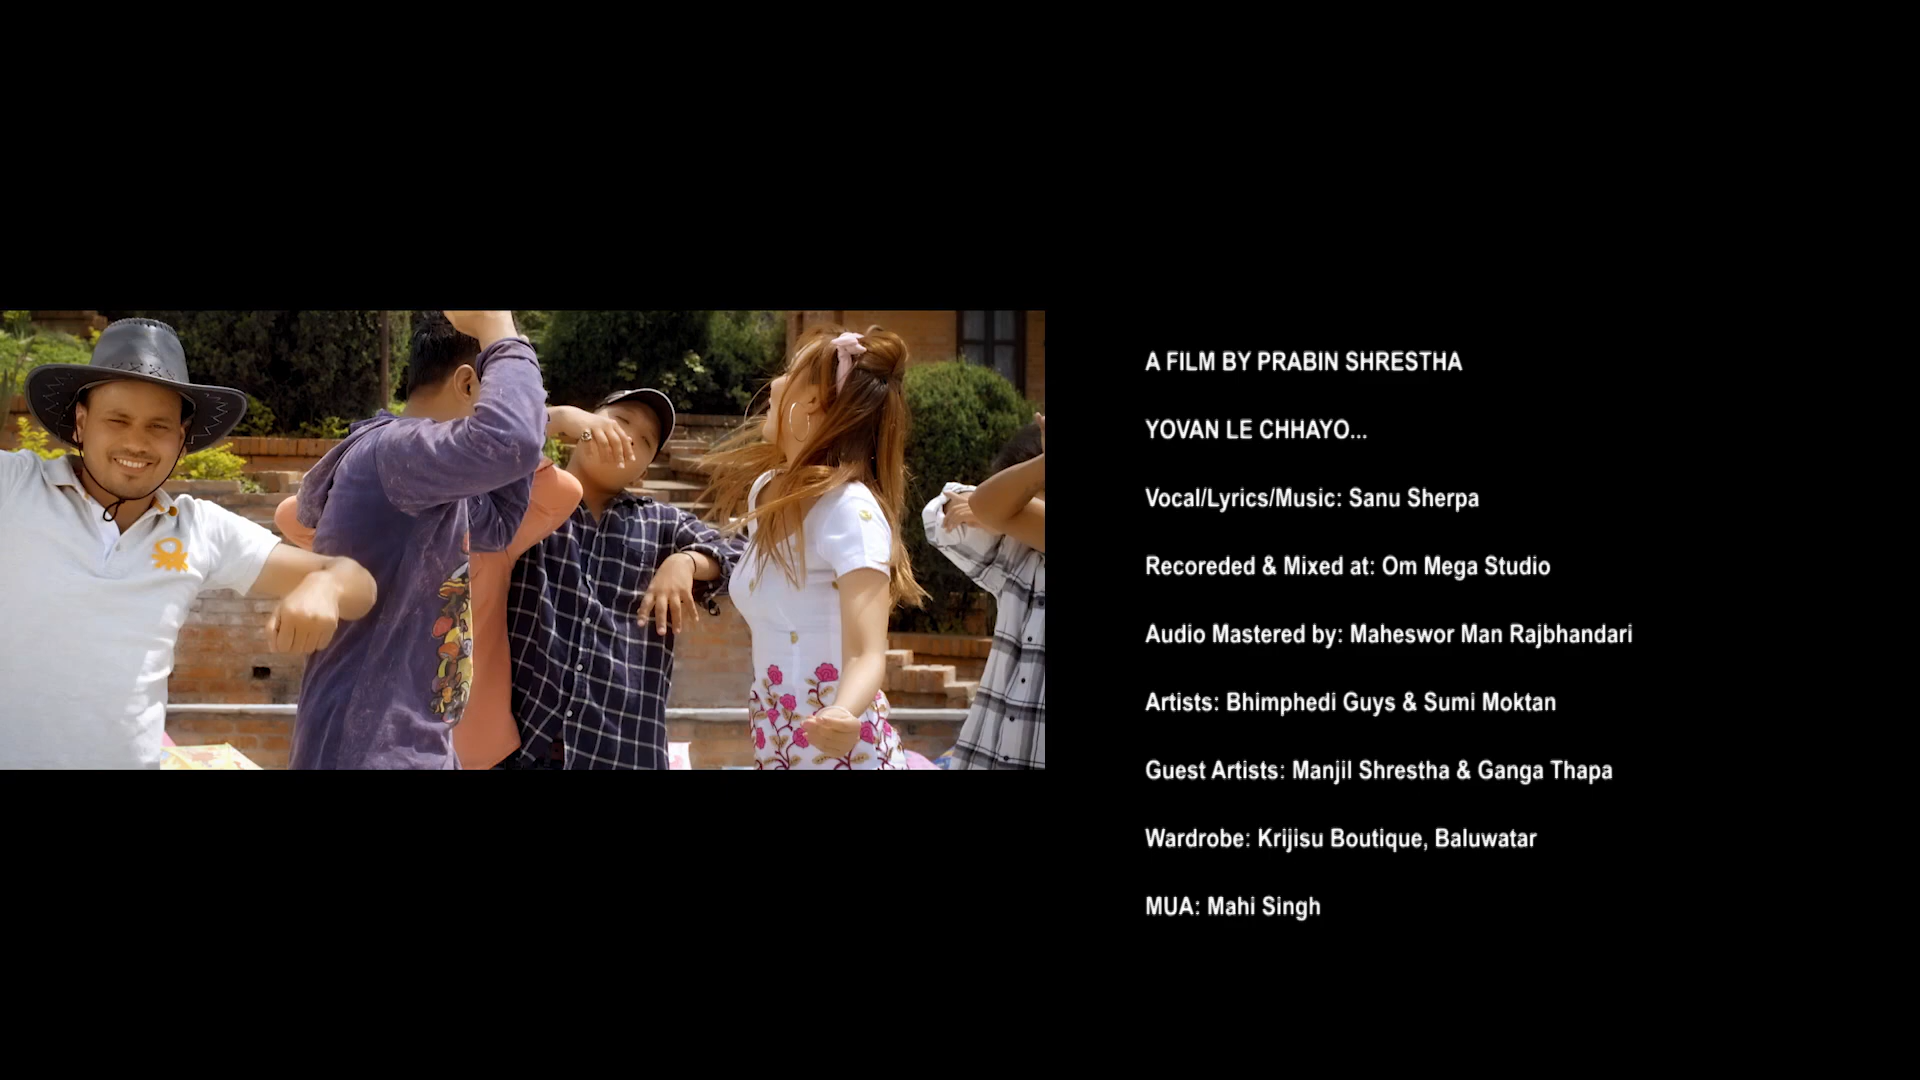 A FILM BY PRABIN SHRESTHA
YOVAN LE CHHAYO...
Vocal/Lyrics/Music: Sanu Sherpa
Recoreded & Mixed at: Om Mega Studio
Audio Mastered by: Maheswor Man Rajbhandari
Artists: Bhimphedi Guys & Sumi Moktan
Guest Artists: Manjil Shrestha & Ganga Thapa
Wardrobe: Krijisu Boutique, Baluwatar
MUA: Mahi Singh